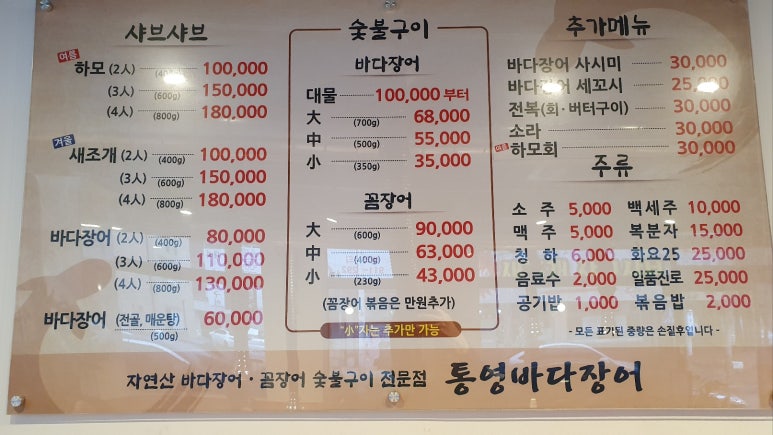 샤브샤브
여름
하모 (2人) (400g) 100,000
(3人) (600g) 150,000
(4人) (800g) 180,000
겨울
새조개 (2人) (400g) 100,000
(3人) (600g) 150,000
(4人) (800g) 180,000
바다장어 (2人) (400g) 80,000
(3人) (600g) 110,000
(4人) (800g) 130,000
바다장어 (전골, 매운탕) 60,000
(500g)
숯불구이
바다장어
대물 100,000 부터
大 (700g) 68,000
中 (500g) 55,000
小 (350g) 35,000
꼼장어
大 (600g) 90,000
中 (400g) 63,000
小 (230g) 43,000
(꼼장어 볶음은 만원추가)
"小"자는 추가만 가능
추가메뉴
바다장어 사시미 30,000
바다장어 세꼬시 25,000
전복(회·버터구이) 30,000
소라 30,000
여름 하모회 30,000
주류
소 주 5,000 백세주 10,000
맥 주 5,000 복분자 15,000
청 하 6,000 화요25 25,000
음료수 2,000 일품진로 25,000
공기밥 1,000 볶음밥 2,000
- 모든 표기된 중량은 손질후입니다 -
자연산 바다장어 · 꼼장어 숯불구이 전문점 통영바다장어